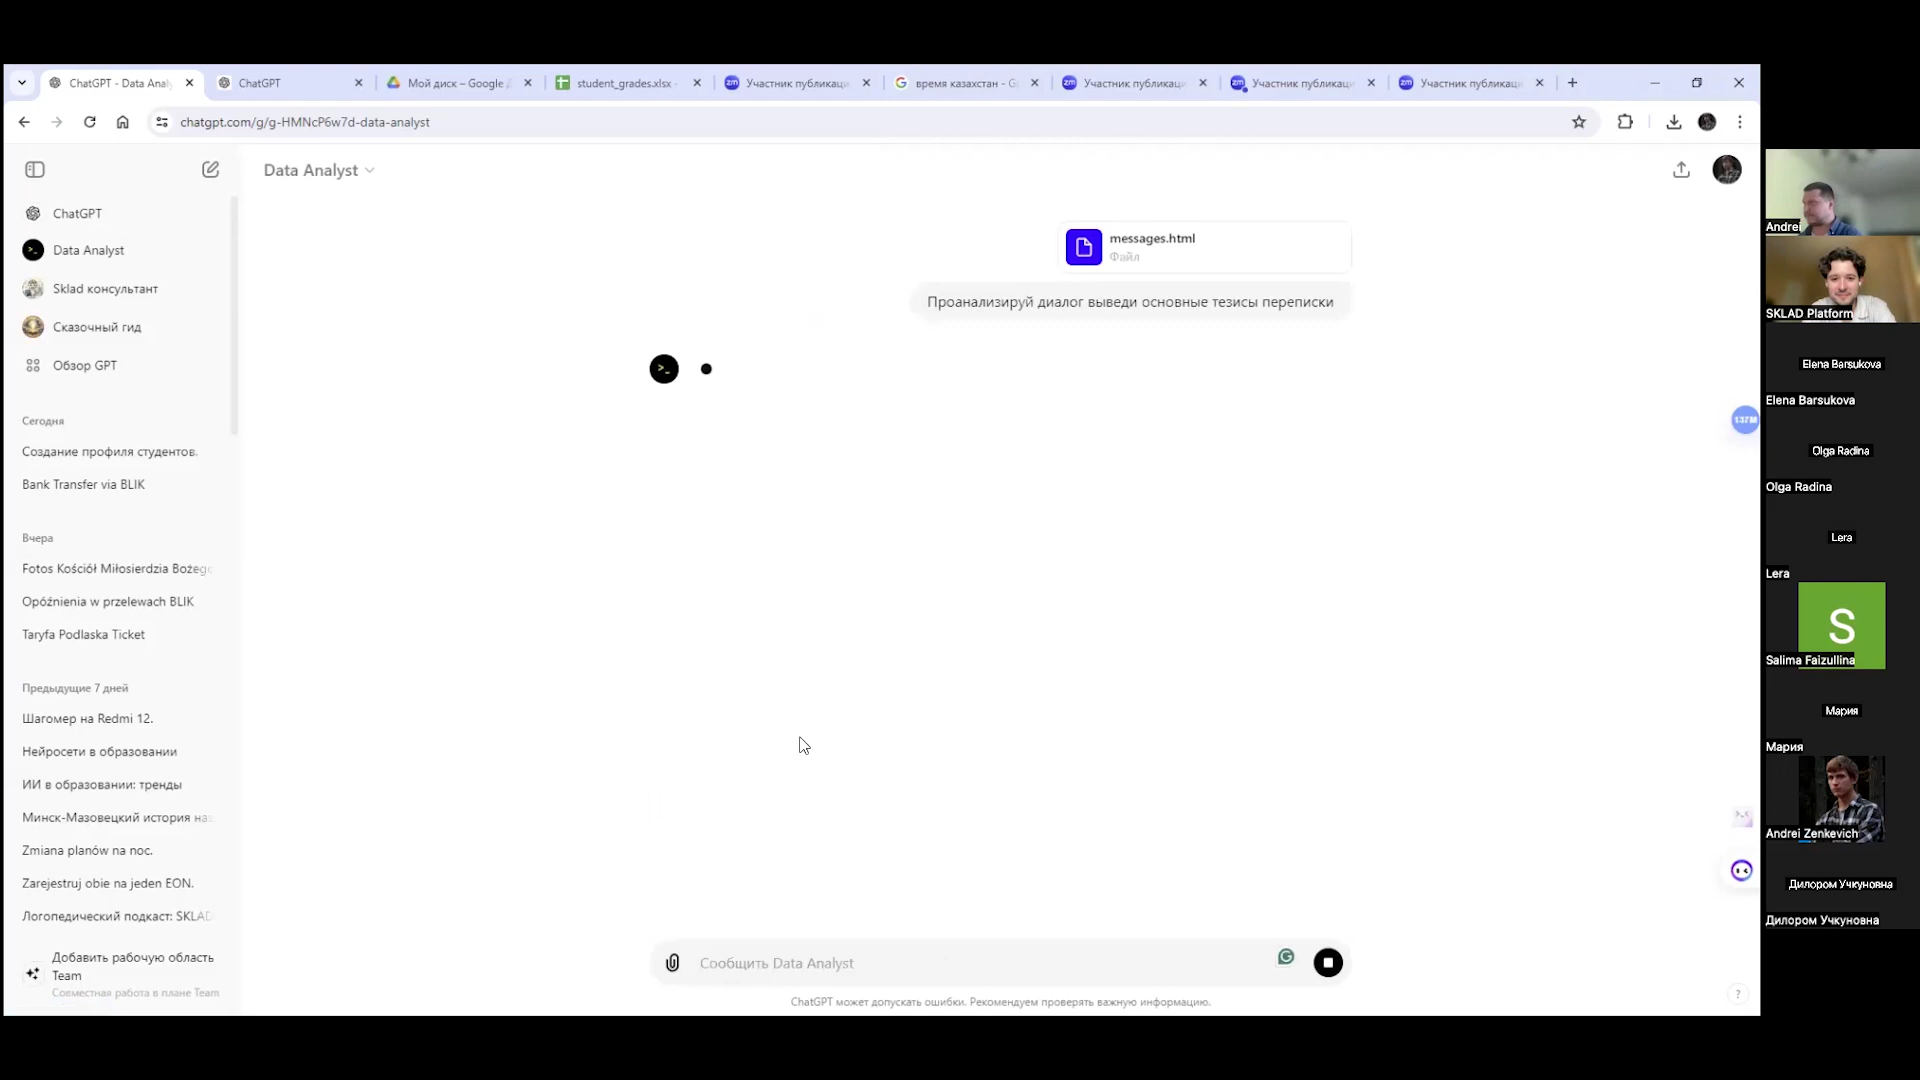 ChatGPT - Data Anal
ChatGPT
Мой диск – Google Д
student_grades.xlsx -
Участник публикаци
время казахстан - G
Участник публикаци
Участник публикаци
Участник публикаци
chatgpt.com/g/g-HMNcP6w7d-data-analyst
Data Analyst
ChatGPT
Data Analyst
Sklad консультант
Сказочный гид
Обзор GPT
Сегодня
Создание профиля студентов.
Bank Transfer via BLIK
Вчера
Fotos Kościół Miłosierdzia Bożego
Opóźnienia w przelewach BLIK
Taryfa Podlaska Ticket
Предыдущие 7 дней
Шагомер на Redmi 12.
Нейросети в образовании
ИИ в образовании: тренды
Минск-Мазовецкий история наз
Zmiana planów na noc.
Zarejestruj obie na jeden EON.
Логопедический подкаст: SKLAD
Добавить рабочую область
Team
Совместная работа в плане Team
messages.html
Файл
Проанализируй диалог выведи основные тезисы переписки
Сообщить Data Analyst
ChatGPT может допускать ошибки. Рекомендуем проверять важную информацию.
?
137M
Andrei
SKLAD Platform
Elena Barsukova
Elena Barsukova
Olga Radina
Olga Radina
Lera
Lera
S
Salima Faizullina
Мария
Мария
Andrei Zenkevich
Дилором Учкуновна
Дилором Учкуновна